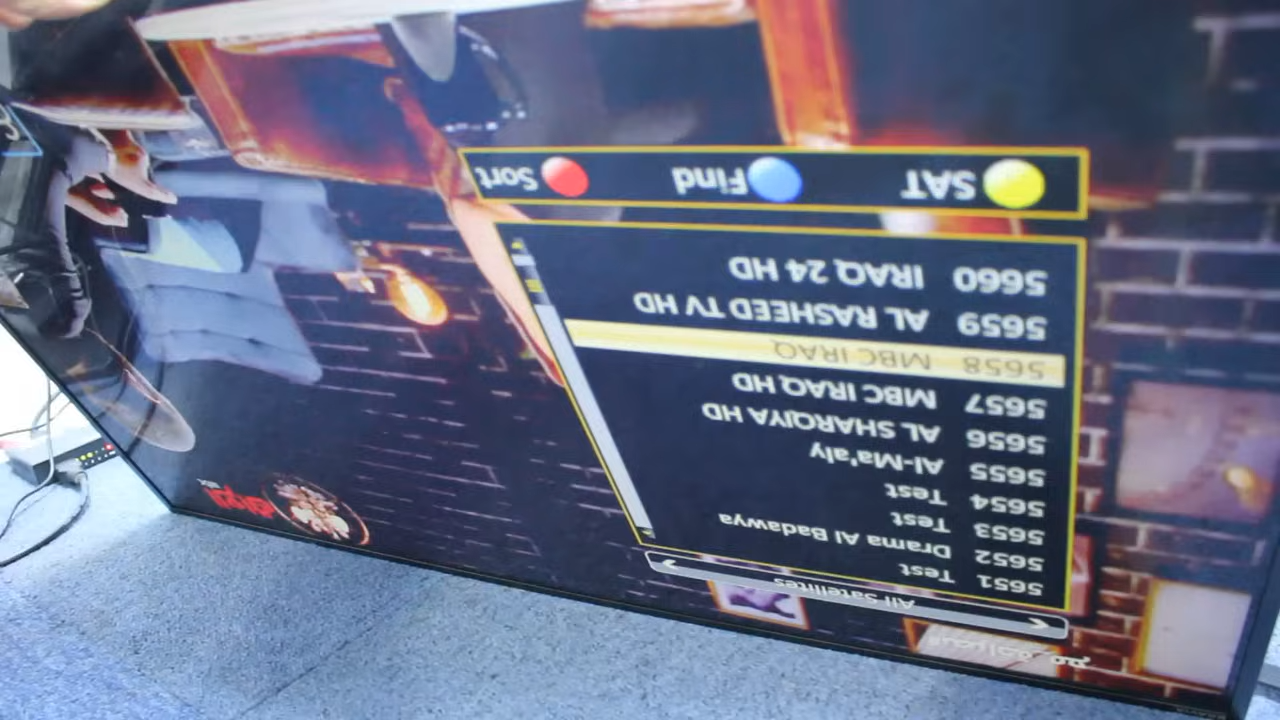 All Satellites
5651 Test
5652 Drama Al Badawya
5653 Test
5654 Test
5655 Al-Ma'aly
5656 AL SHARQIYA HD
5657 MBC IRAQ HD
5658 MBC IRAQ
5659 AL RASHEED TV HD
5660 IRAQ 24 HD
SAT Find Sort